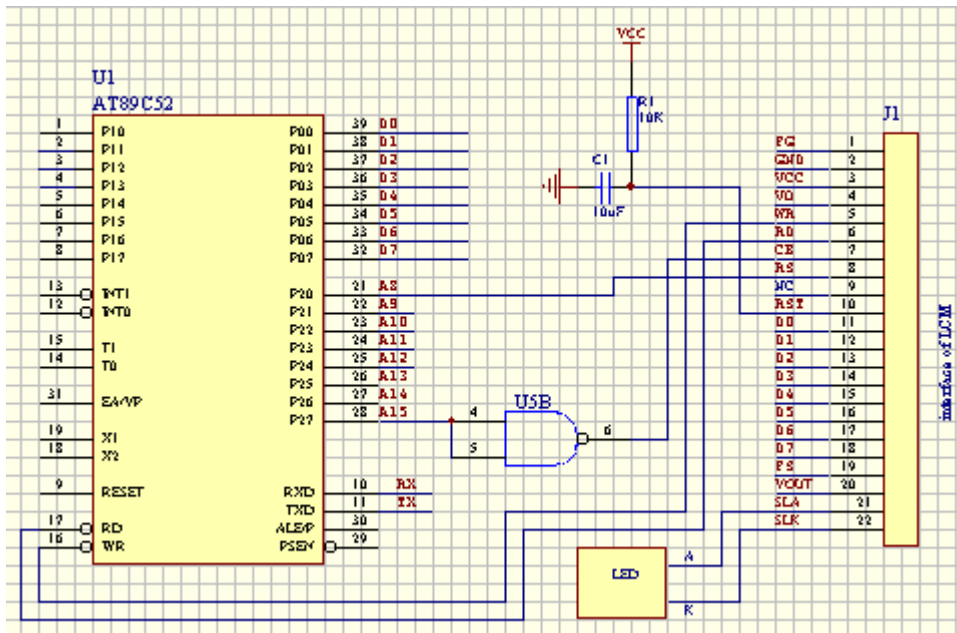 VCC
R1
10K
C1
10uF
U1
AT89C52
1 P10 P00 39 D0
2 P11 P01 38 D1
3 P12 P02 37 D2
4 P13 P03 36 D3
5 P14 P04 35 D4
6 P15 P05 34 D5
7 P16 P06 33 D6
8 P17 P07 32 D7
13 INT1 P20 21 A8
12 INT0 P21 22 A9
P22 23 A10
15 T1 P23 24 A11
14 T0 P24 25 A12
P25 26 A13
31 EA/VP P26 27 A14
P27 28 A15
19 X1
18 X2
9 RESET RXD 10 RX
TXD 11 TX
17 RD ALE/P 30
16 WR PSEN 29
U5B
4
5
6
LED
A
K
J1
FG 1
GND 2
VCC 3
VO 4
WR 5
RD 6
CE 7
RS 8
NC 9
RST 10
D0 11
D1 12
D2 13
D3 14
D4 15
D5 16
D6 17
D7 18
FS 19
VOUT 20
SLA 21
SLK 22
interface of LCM